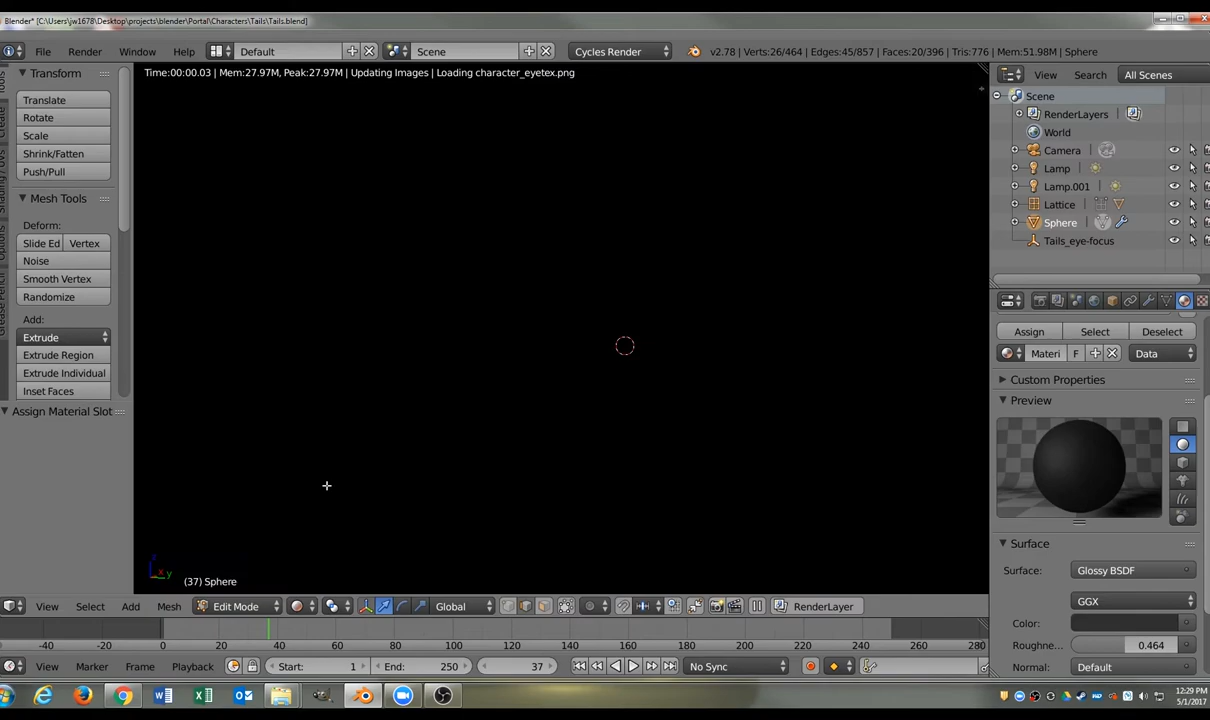 Blender* [C:\Users\jw1678\Desktop\projects\blender\Portal\Characters\Tails\Tails.blend]
File Render Window Help Default Scene Cycles Render v2.78 | Verts:26/464 | Edges:45/857 | Faces:20/396 | Tris:776 | Mem:51.98M | Sphere
Time:00:00.03 | Mem:27.97M, Peak:27.97M | Updating Images | Loading character_eyetex.png
View Search All Scenes
Transform
Translate
Rotate
Scale
Shrink/Fatten
Push/Pull
Mesh Tools
Deform:
Slide Ed Vertex
Noise
Smooth Vertex
Randomize
Add:
Extrude
Extrude Region
Extrude Individual
Inset Faces
Assign Material Slot
Tools
Create
Shading / UVs
Options
Grease Pencil
Scene
RenderLayers
World
Camera
Lamp
Lamp.001
Lattice
Sphere
Tails_eye-focus
Assign Select Deselect
Materi F Data
Custom Properties
Preview
Surface
Surface: Glossy BSDF
GGX
Color:
Roughne: 0.464
Normal: Default
z
x y
(37) Sphere
View Select Add Mesh Edit Mode Global RenderLayer
-40 -20 0 20 40 60 80 100 120 140 160 180 200 220 240 260 280
View Marker Frame Playback Start: 1 End: 250 37 No Sync
12:29 PM
5/1/2017